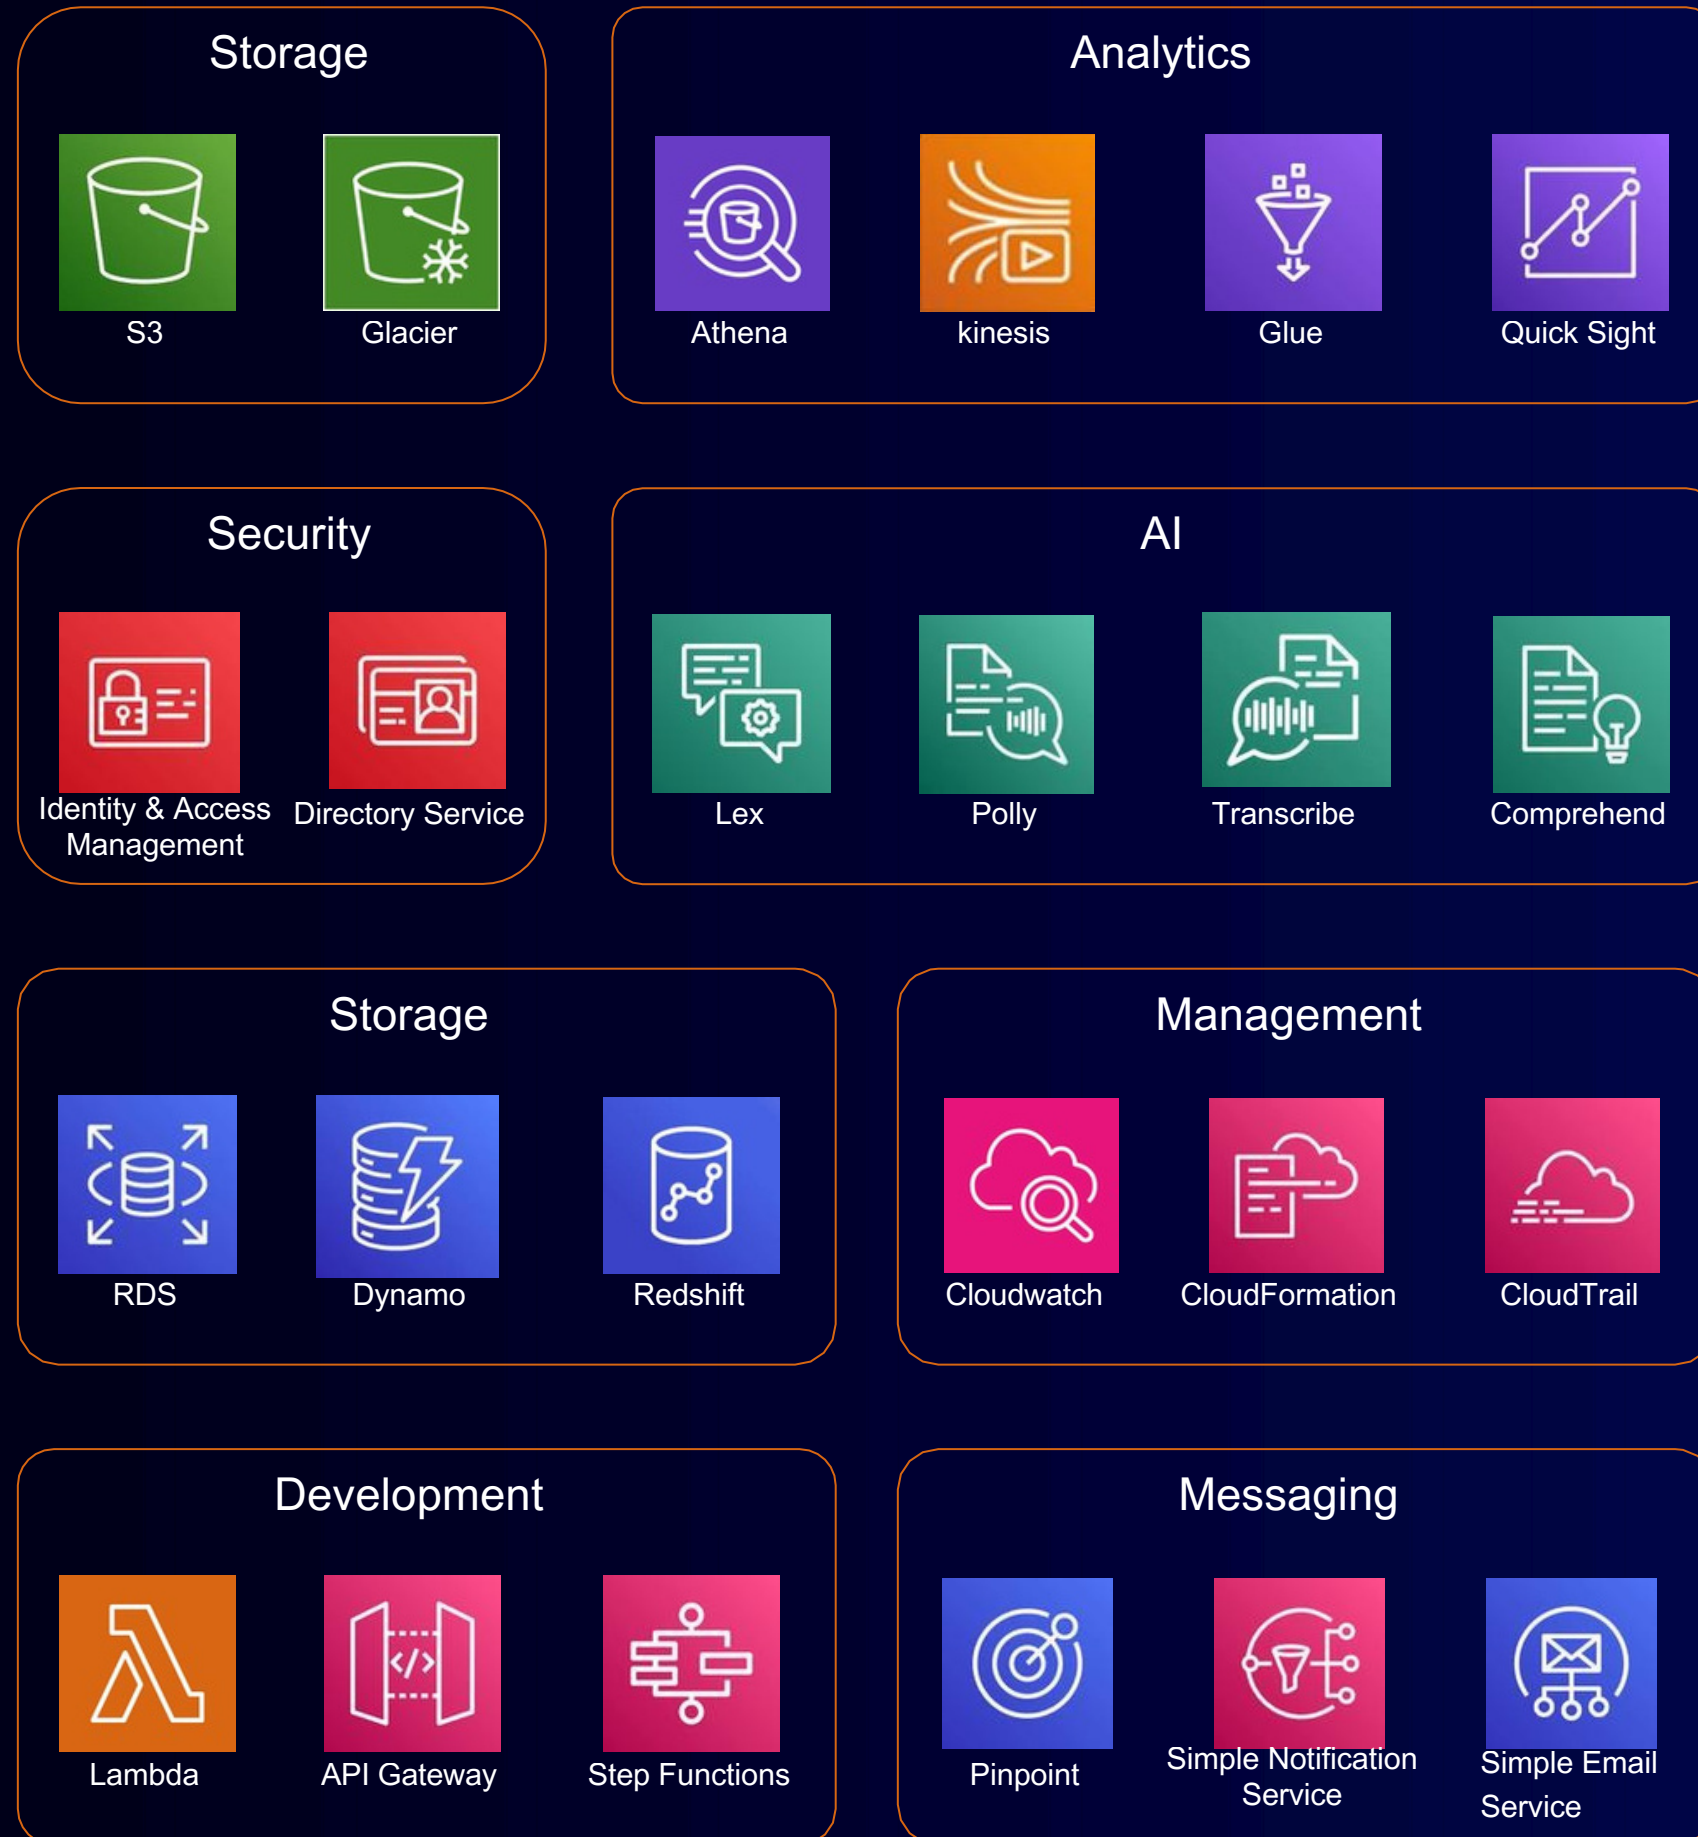 Storage
S3
Glacier
Analytics
Athena
kinesis
Glue
Quick Sight
Security
Identity & Access
Management
Directory Service
AI
Lex
Polly
Transcribe
Comprehend
Storage
RDS
Dynamo
Redshift
Management
Cloudwatch
CloudFormation
CloudTrail
Development
Lambda
</>
API Gateway
Step Functions
Messaging
Pinpoint
Simple Notification
Service
Simple Email
Service